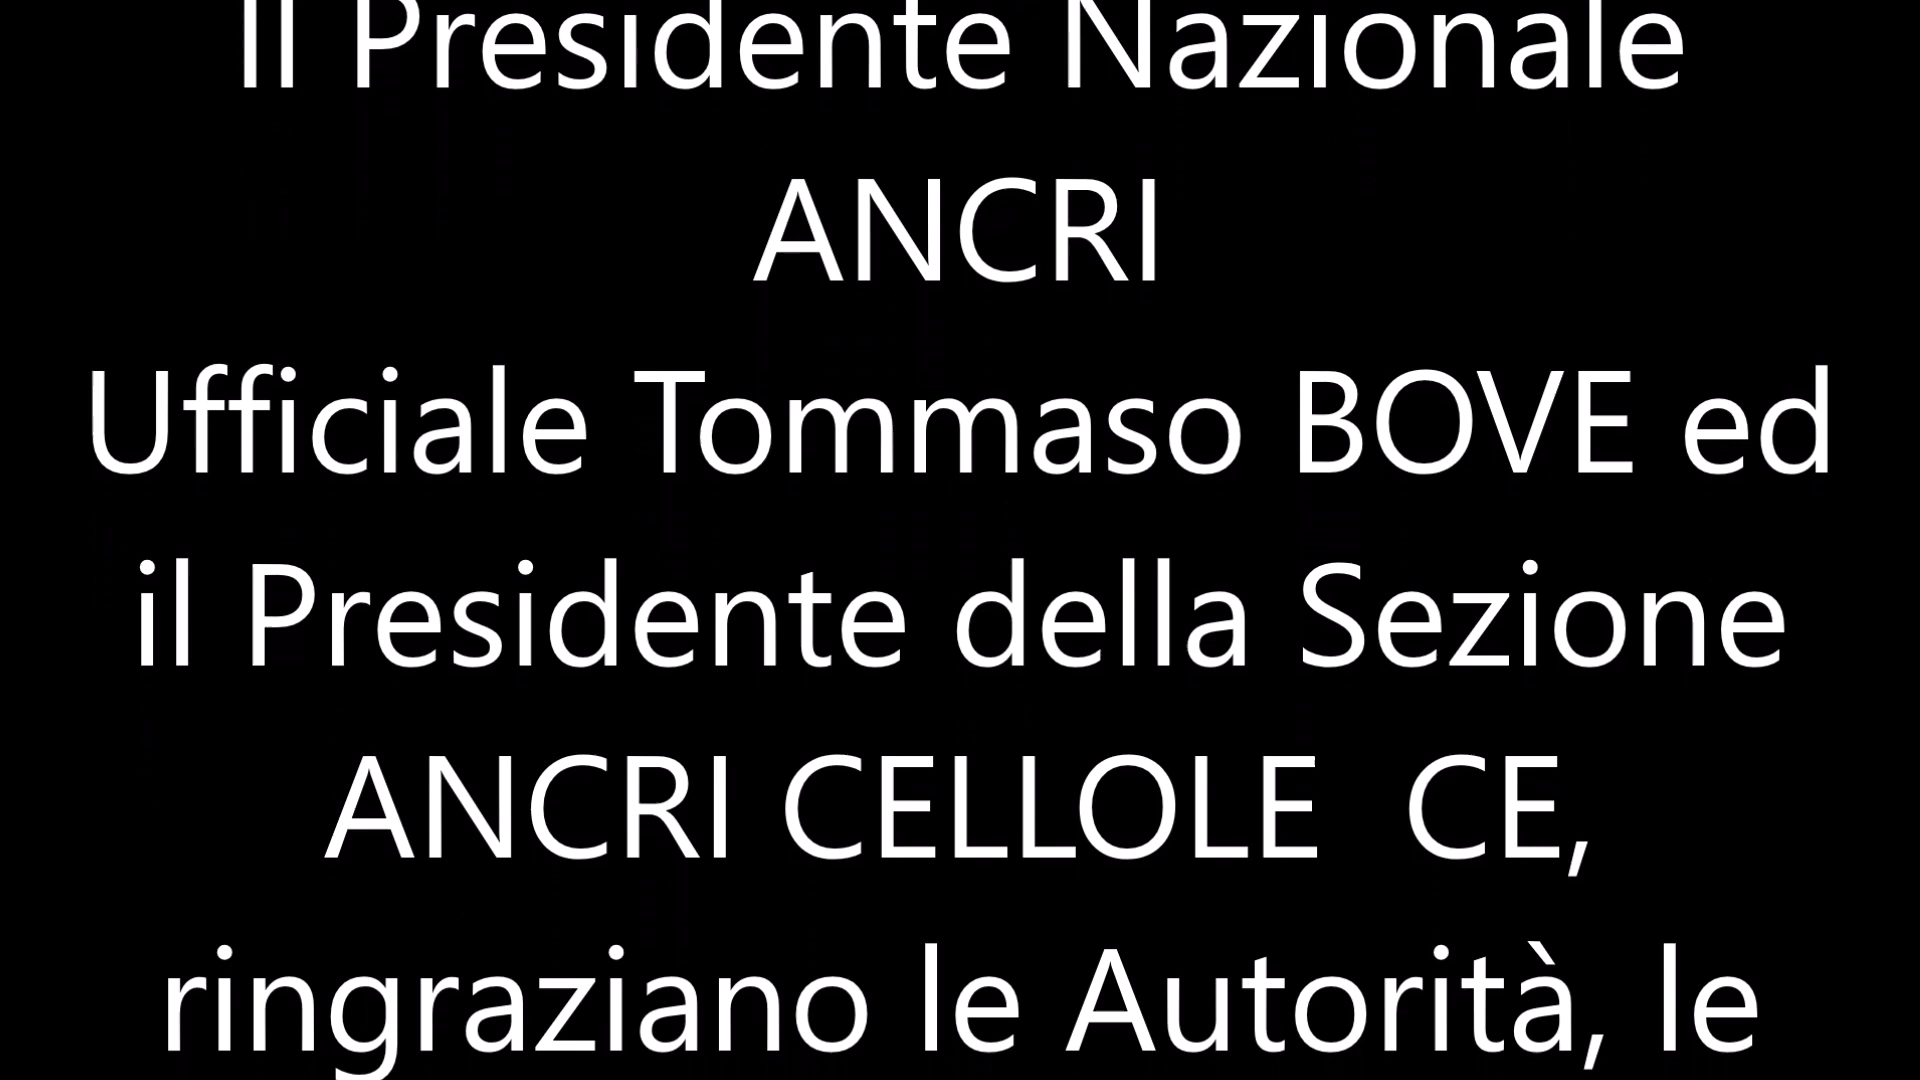 Il Presidente Nazionale
ANCRI
Ufficiale Tommaso BOVE ed
il Presidente della Sezione
ANCRI CELLOLE  CE,
ringraziano le Autorità, le